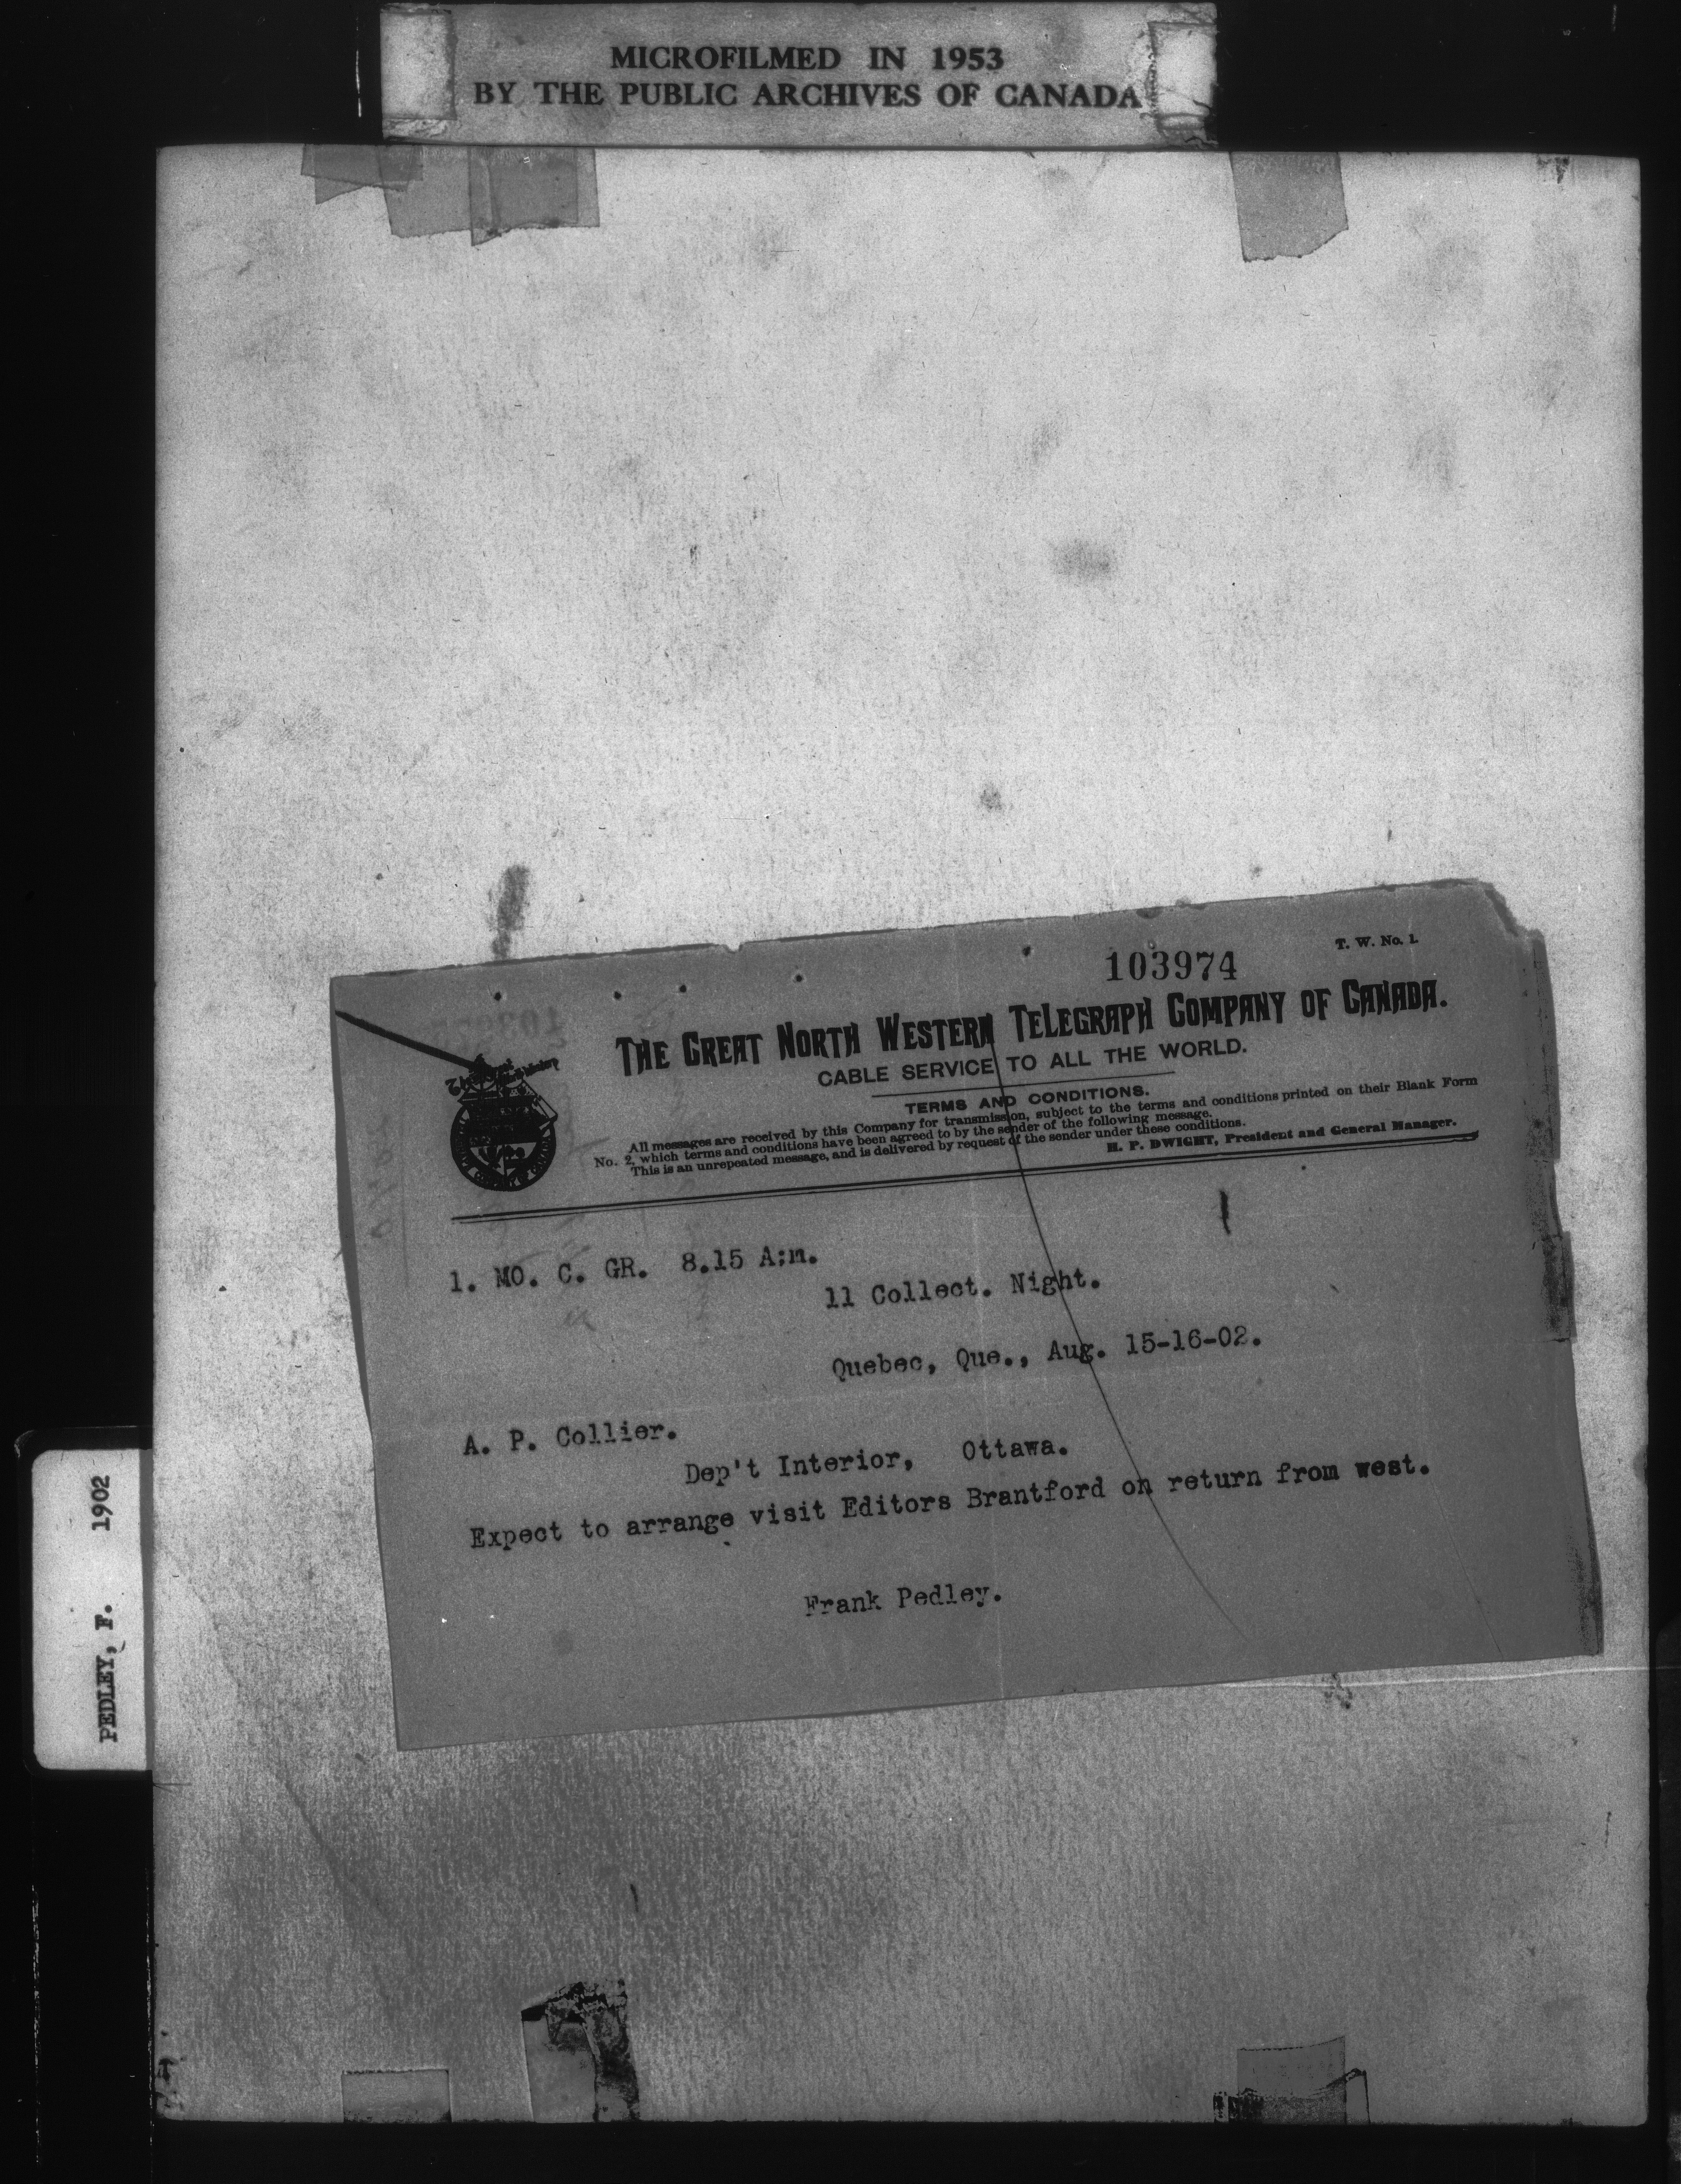 MICROFILMED IN 1953
BY THE PUBLIC ARCHIVES OF CANADA
T. W. No. 1.
103974
THE GREAT NORTH WESTERN TELEGRAPH COMPANY OF CANADA.
CABLE SERVICE TO ALL THE WORLD.
TERMS AND CONDITIONS.
All messages are received by this Company for transmission, subject to the terms and conditions printed on their Blank Form
No. 2, which terms and conditions have been agreed to by the sender of the following message.
This is an unrepeated message, and is delivered by request of the sender under these conditions.
H. P. DWIGHT, President and General Manager.
1. MO. C. GR. 8.15 A;m.
11 Collect. Night.
Quebec, Que., Aug. 15-16-02.
A. P. Collier.
Dep't Interior, Ottawa.
Expect to arrange visit Editors Brantford on return from west.
Frank Pedley.
PEDLEY, F. 1902